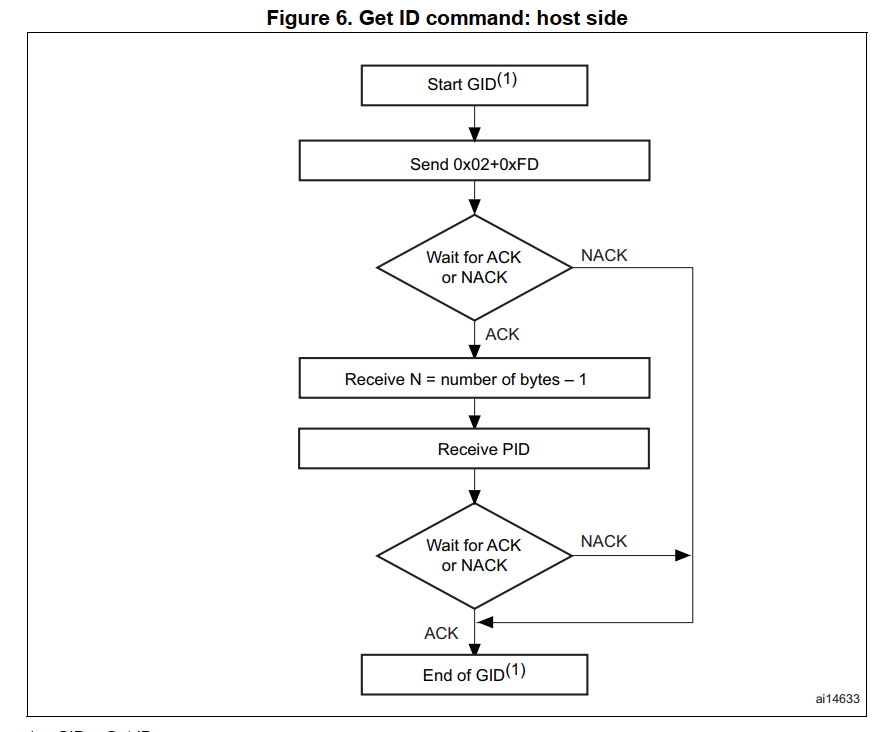 Figure 6. Get ID command: host side
Start GID(1)
Send 0x02+0xFD
Wait for ACK
or NACK
NACK
ACK
Receive N = number of bytes – 1
Receive PID
Wait for ACK
or NACK
NACK
ACK
End of GID(1)
ai14633